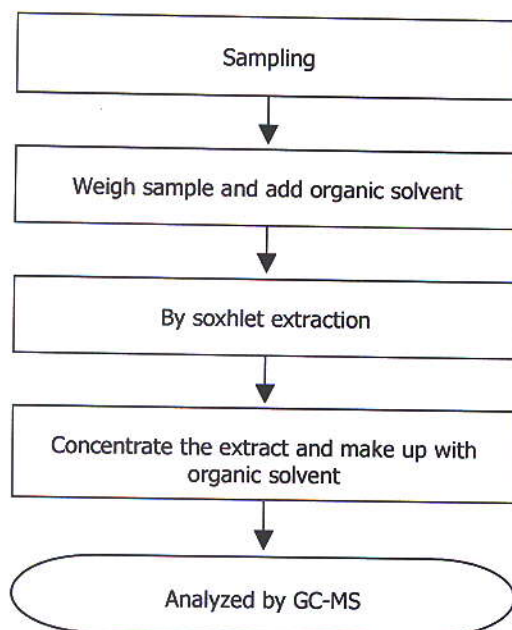 Sampling
Weigh sample and add organic solvent
By soxhlet extraction
Concentrate the extract and make up with
organic solvent
Analyzed by GC-MS